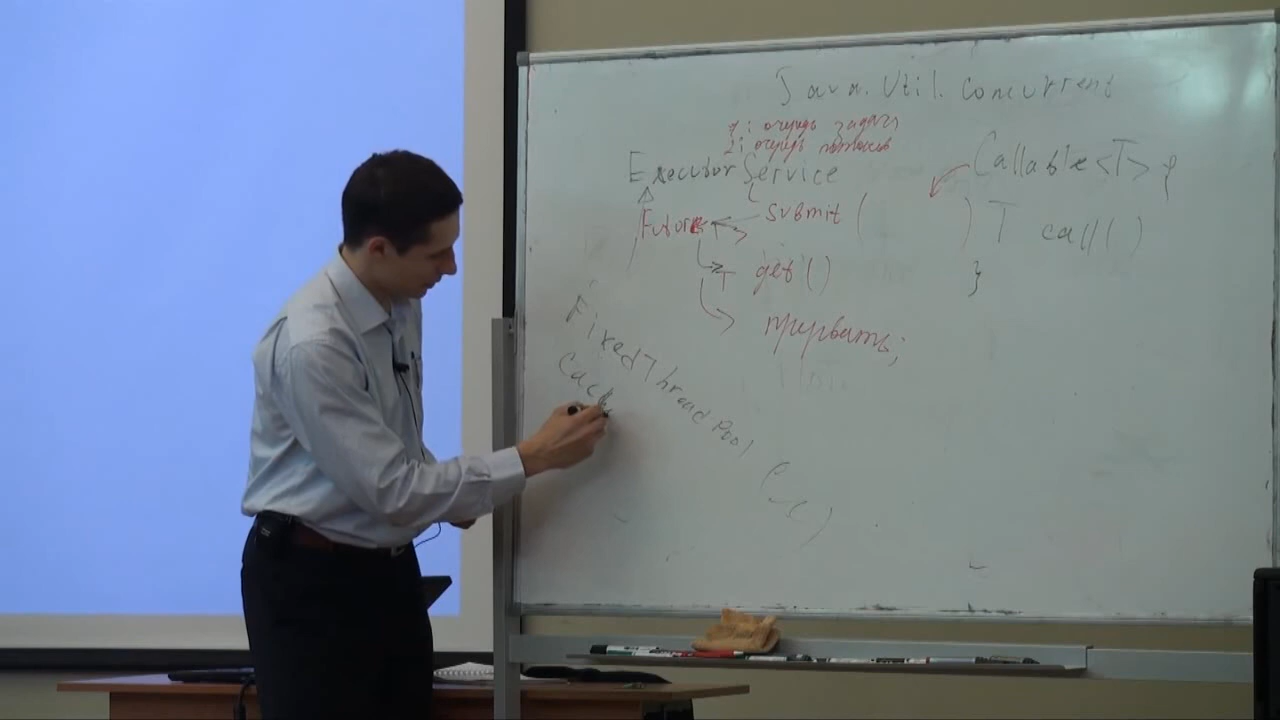 Java.Util.Concurrent
1: очередь задач
2: очередь потоков
ExecutorService
Callable<T> {
Future<T> submit ( ) T call()
T get() }
прервать;
FixedThreadPool
Cach